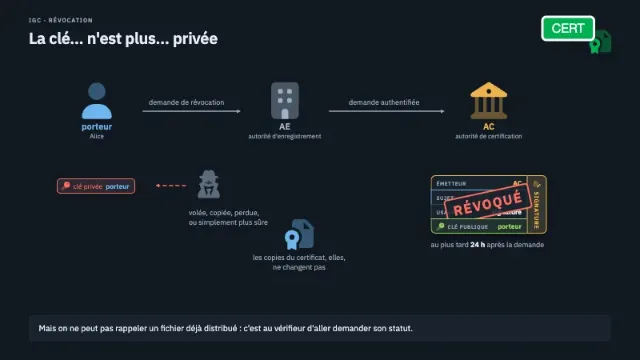 IGC · RÉVOCATION
La clé... n'est plus... privée
CERT
demande de révocation
demande authentifiée
porteur
Alice
AE
autorité d'enregistrement
AC
autorité de certification
clé privée porteur
volée, copiée, perdue,
ou simplement plus sûre
les copies du certificat, elles,
ne changent pas
ÉMETTEUR AC
SUJET
RÉVOQUÉ
CLÉ PUBLIQUE porteur
SIGNATURE
au plus tard 24 h après la demande
Mais on ne peut pas rappeler un fichier déjà distribué : c'est au vérifieur d'aller demander son statut.